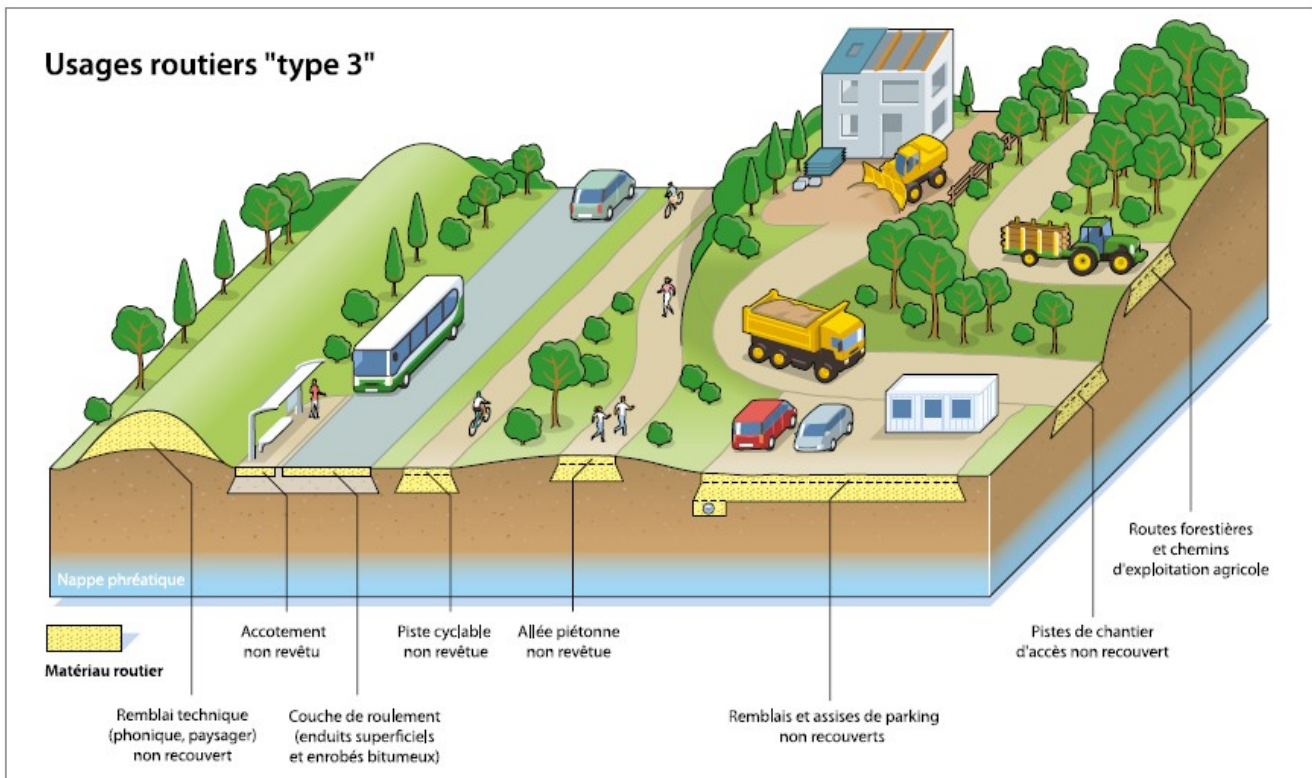 Usages routiers "type 3"
Nappe phréatique
Matériau routier
Remblai technique
(phonique, paysager)
non recouvert
Accotement
non revêtu
Couche de roulement
(enduits superficiels
et enrobés bitumeux)
Piste cyclable
non revêtue
Allée piétonne
non revêtue
Remblais et assises de parking
non recouverts
Pistes de chantier
d'accès non recouvert
Routes forestières
et chemins
d'exploitation agricole